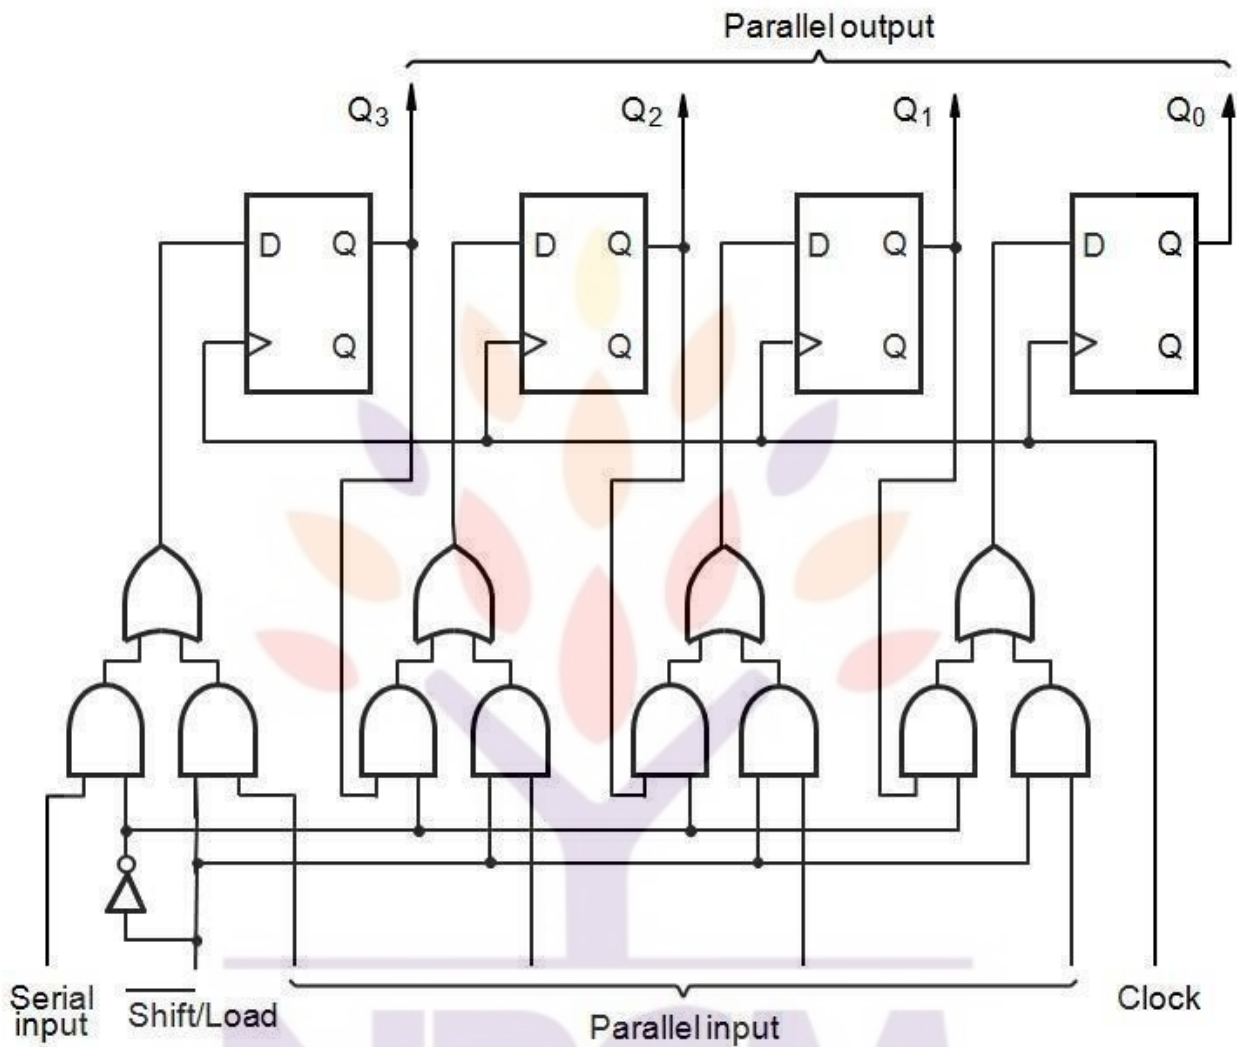 Parallel output
Q3 Q2 Q1 Q0
D Q D Q D Q D Q
Q Q Q Q
Serial input
Shift/Load
Parallel input
Clock